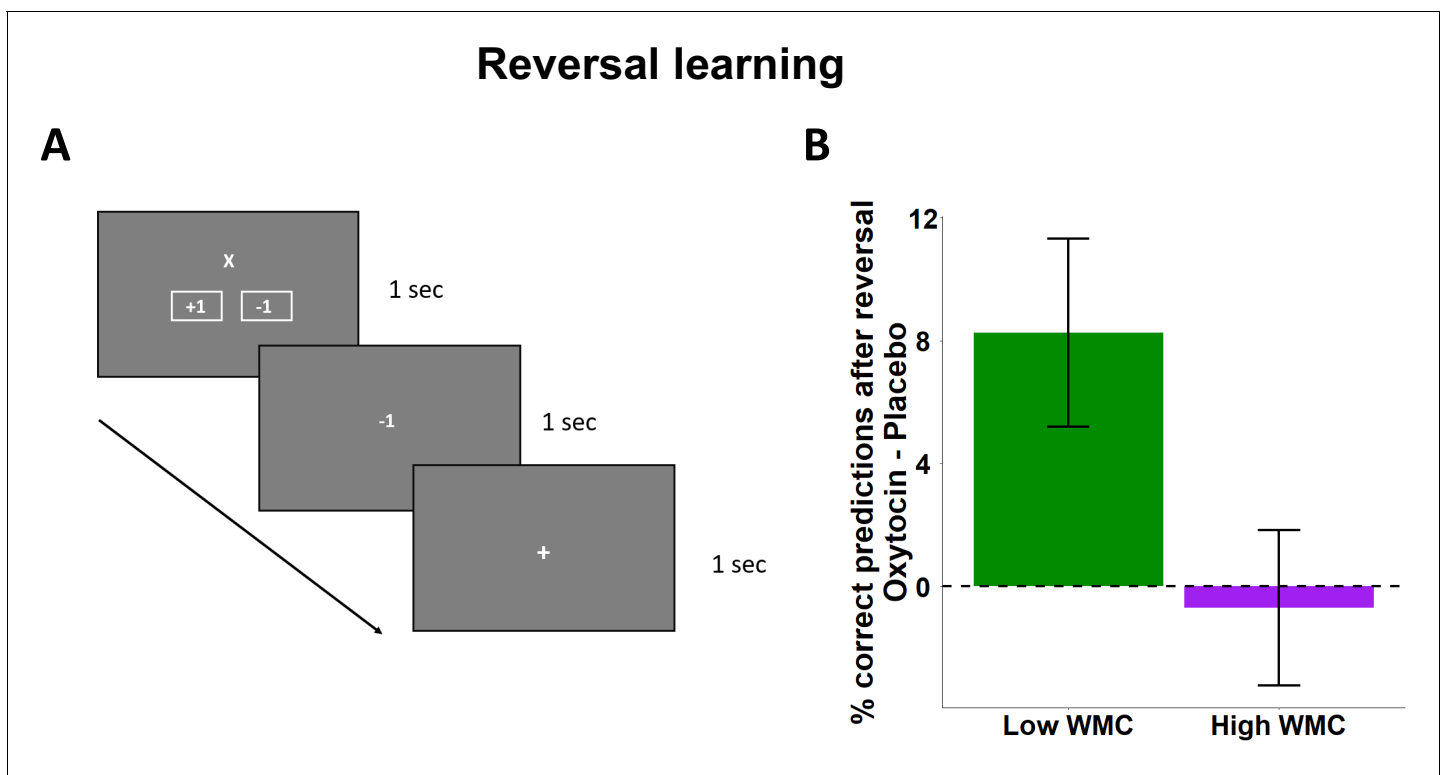 Reversal learning
A
X
+1 -1
1 sec
-1
1 sec
+
1 sec
B
% correct predictions after reversal
Oxytocin - Placebo
12
8
4
0
Low WMC High WMC